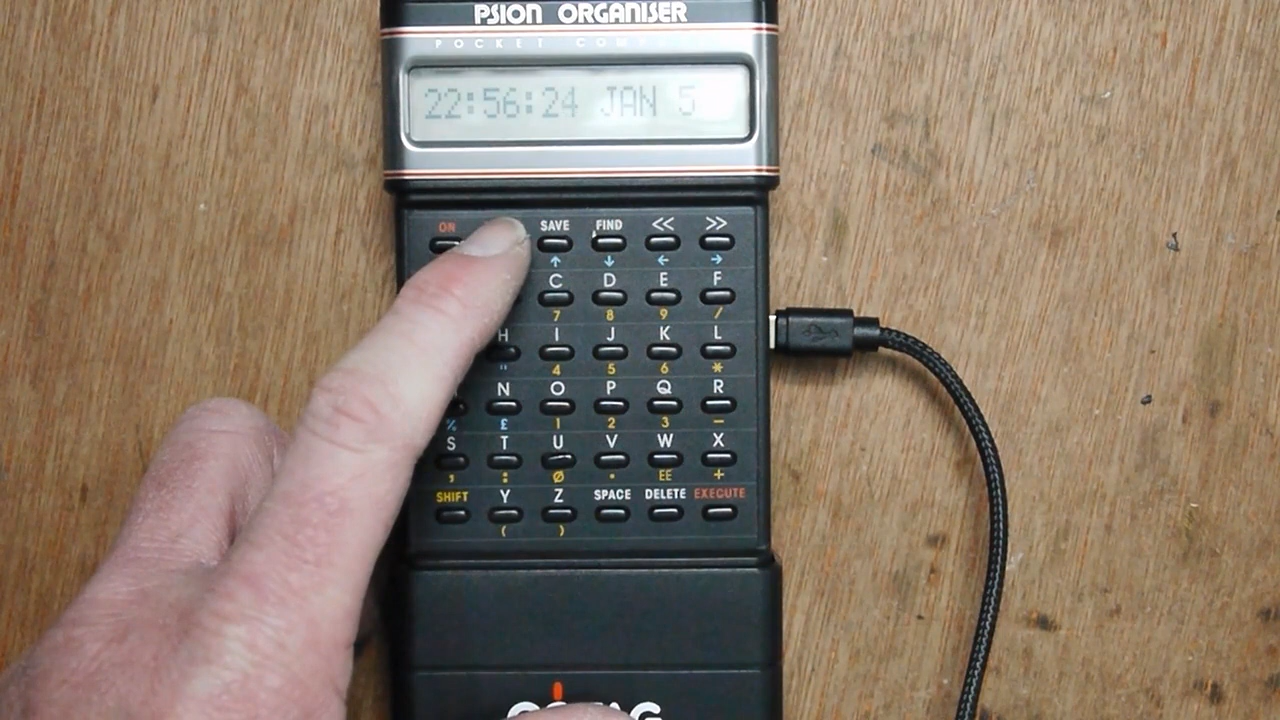 PSION ORGANISER
POCKET COMP
22:56:24 JAN 5
ON SAVE FIND << >>
↑ ↓ ← →
C D E F
7 8 9 /
H I J K L
" 4 5 6 *
N O P Q R
% £ 1 2 3 −
S T U V W X
, : Ø . EE +
SHIFT Y Z SPACE DELETE EXECUTE
( )